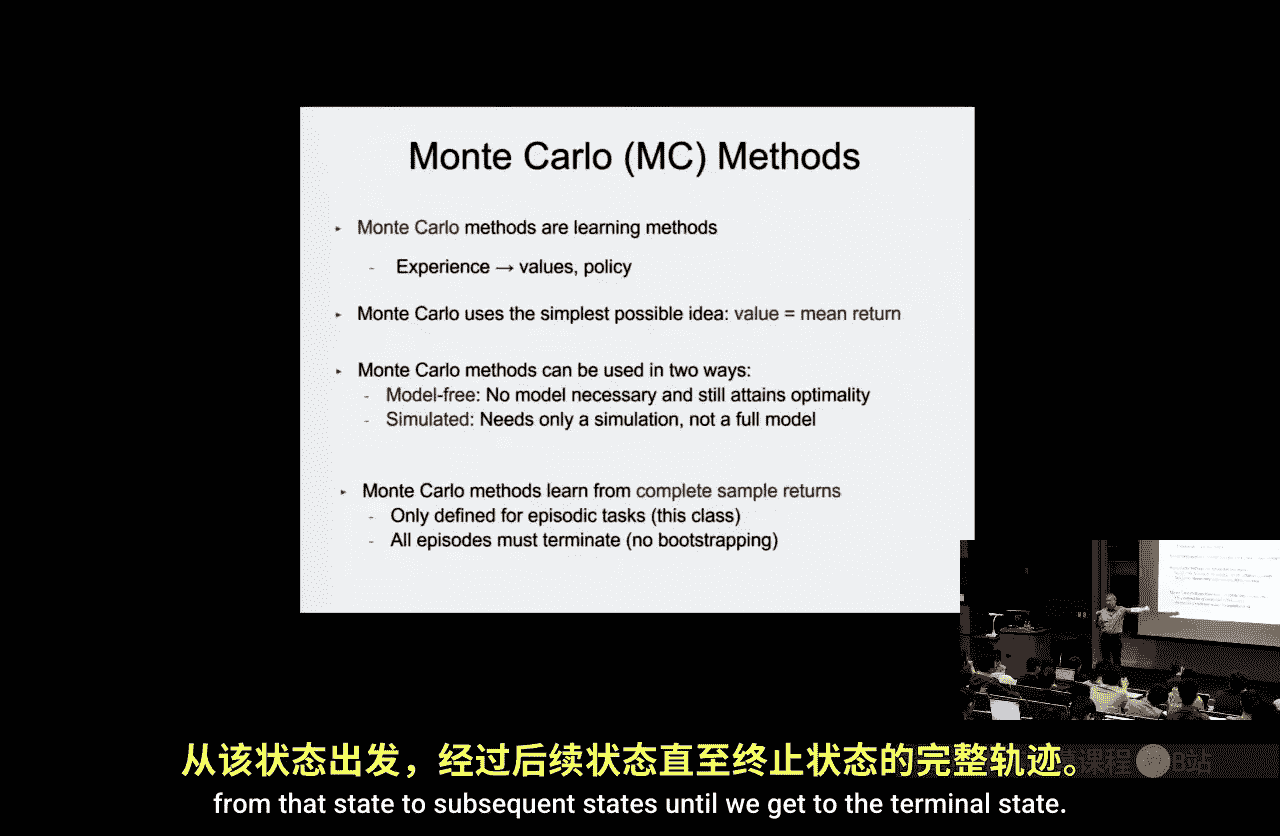 Monte Carlo (MC) Methods
▸ Monte Carlo methods are learning methods
- Experience → values, policy
▸ Monte Carlo uses the simplest possible idea: value = mean return
▸ Monte Carlo methods can be used in two ways:
- Model-free: No model necessary and still attains optimality
- Simulated: Needs only a simulation, not a full model
▸ Monte Carlo methods learn from complete sample returns
- Only defined for episodic tasks (this class)
- All episodes must terminate (no bootstrapping)
从该状态出发，经过后续状态直至终止状态的完整轨迹。
课程 B站
from that state to subsequent states until we get to the terminal state.